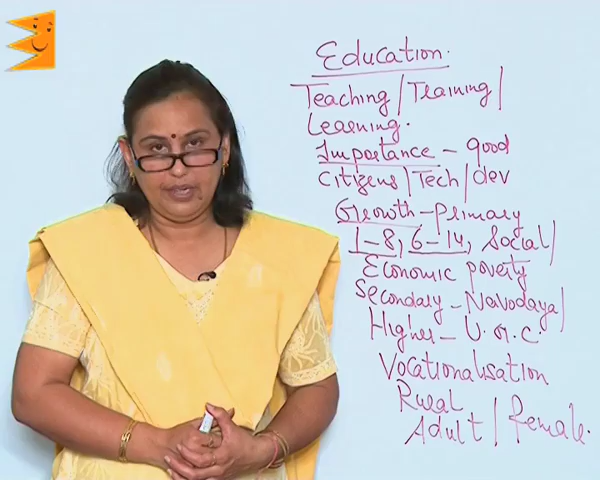 Education.
Teaching/Training/
Learning.
Importance - good
Citizens/Tech/dev
Growth - primary
1-8, 6-14, Social/
Economic poverty
Secondary - Navodaya/
Higher - U.G.C.
Vocationalisation
Rural
Adult/female.